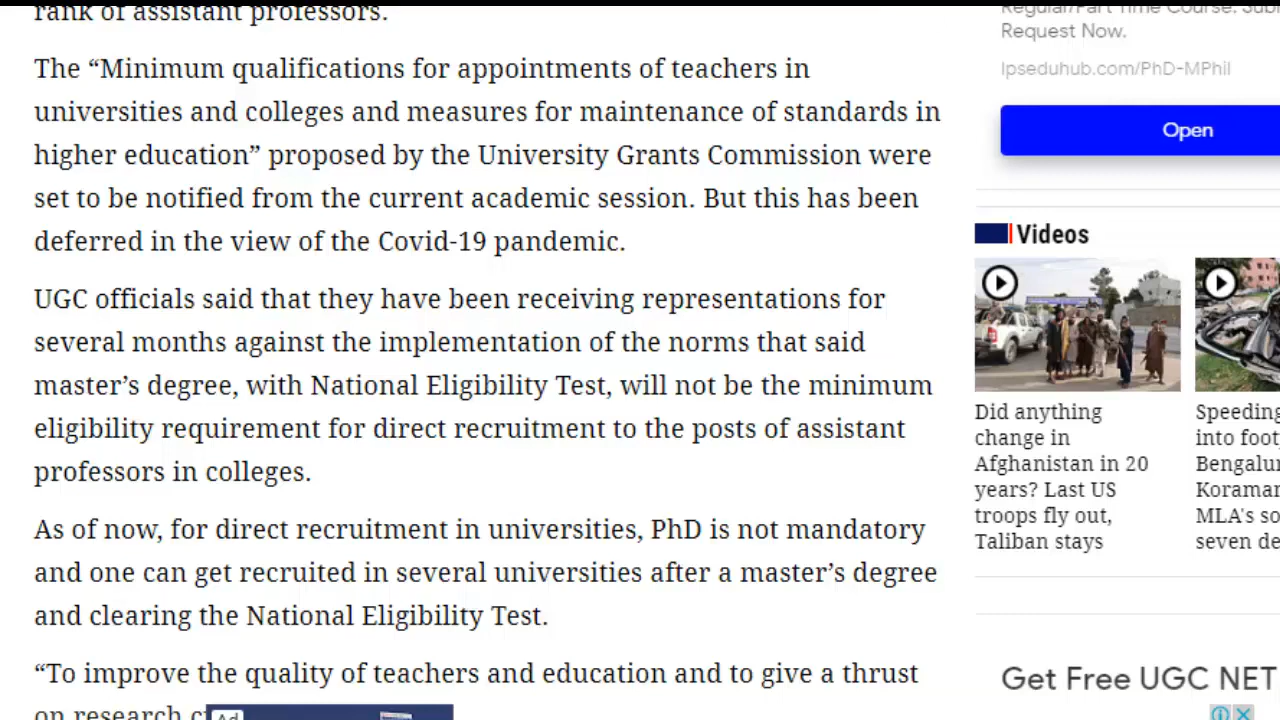 rank of assistant professors.
The “Minimum qualifications for appointments of teachers in
universities and colleges and measures for maintenance of standards in
higher education” proposed by the University Grants Commission were
set to be notified from the current academic session. But this has been
deferred in the view of the Covid-19 pandemic.
UGC officials said that they have been receiving representations for
several months against the implementation of the norms that said
master’s degree, with National Eligibility Test, will not be the minimum
eligibility requirement for direct recruitment to the posts of assistant
professors in colleges.
As of now, for direct recruitment in universities, PhD is not mandatory
and one can get recruited in several universities after a master’s degree
and clearing the National Eligibility Test.
“To improve the quality of teachers and education and to give a thrust
on research
Ad
Regular/Part Time Course.
Request Now.
lpseduhub.com/PhD-MPhil
Open
Videos
Did anything
change in
Afghanistan in 20
years? Last US
troops fly out,
Taliban stays
Speeding
into foot
Bengalur
Koraman
MLA's so
seven de
Get Free UGC NET